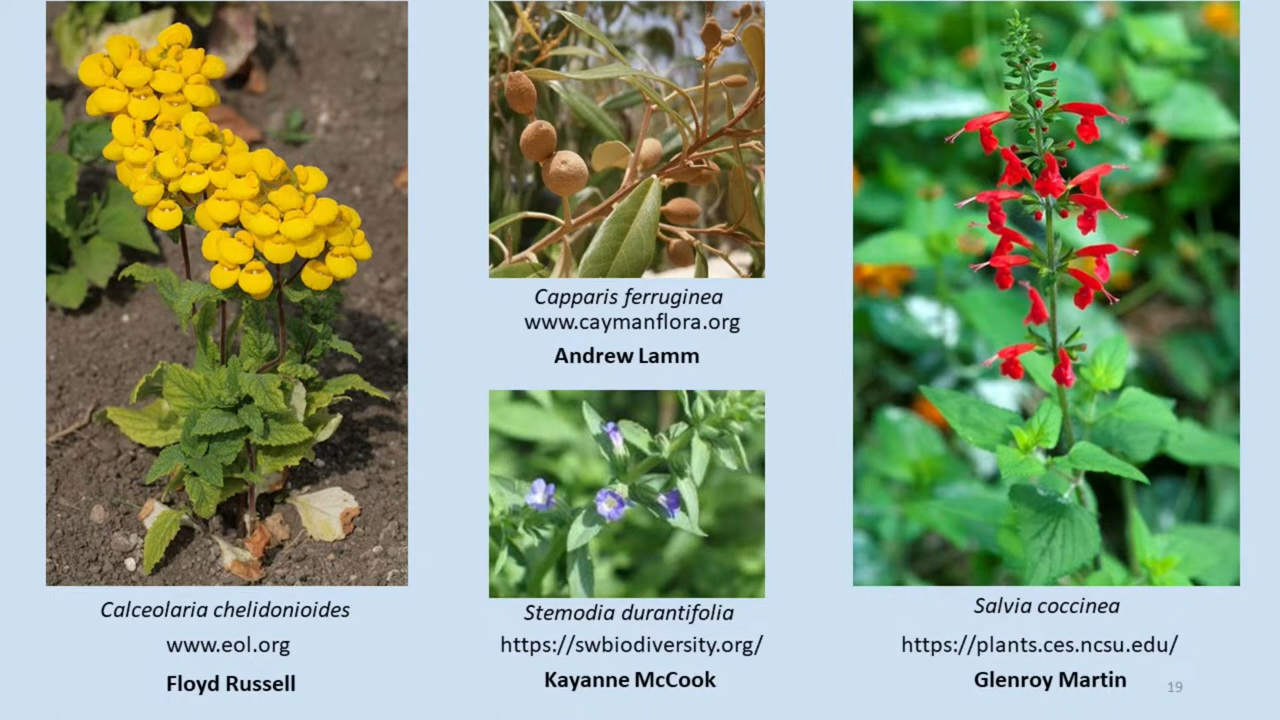 Calceolaria chelidonioides
www.eol.org
Floyd Russell
Capparis ferruginea
www.caymanflora.org
Andrew Lamm
Stemodia durantifolia
https://swbiodiversity.org/
Kayanne McCook
Salvia coccinea
https://plants.ces.ncsu.edu/
Glenroy Martin
19